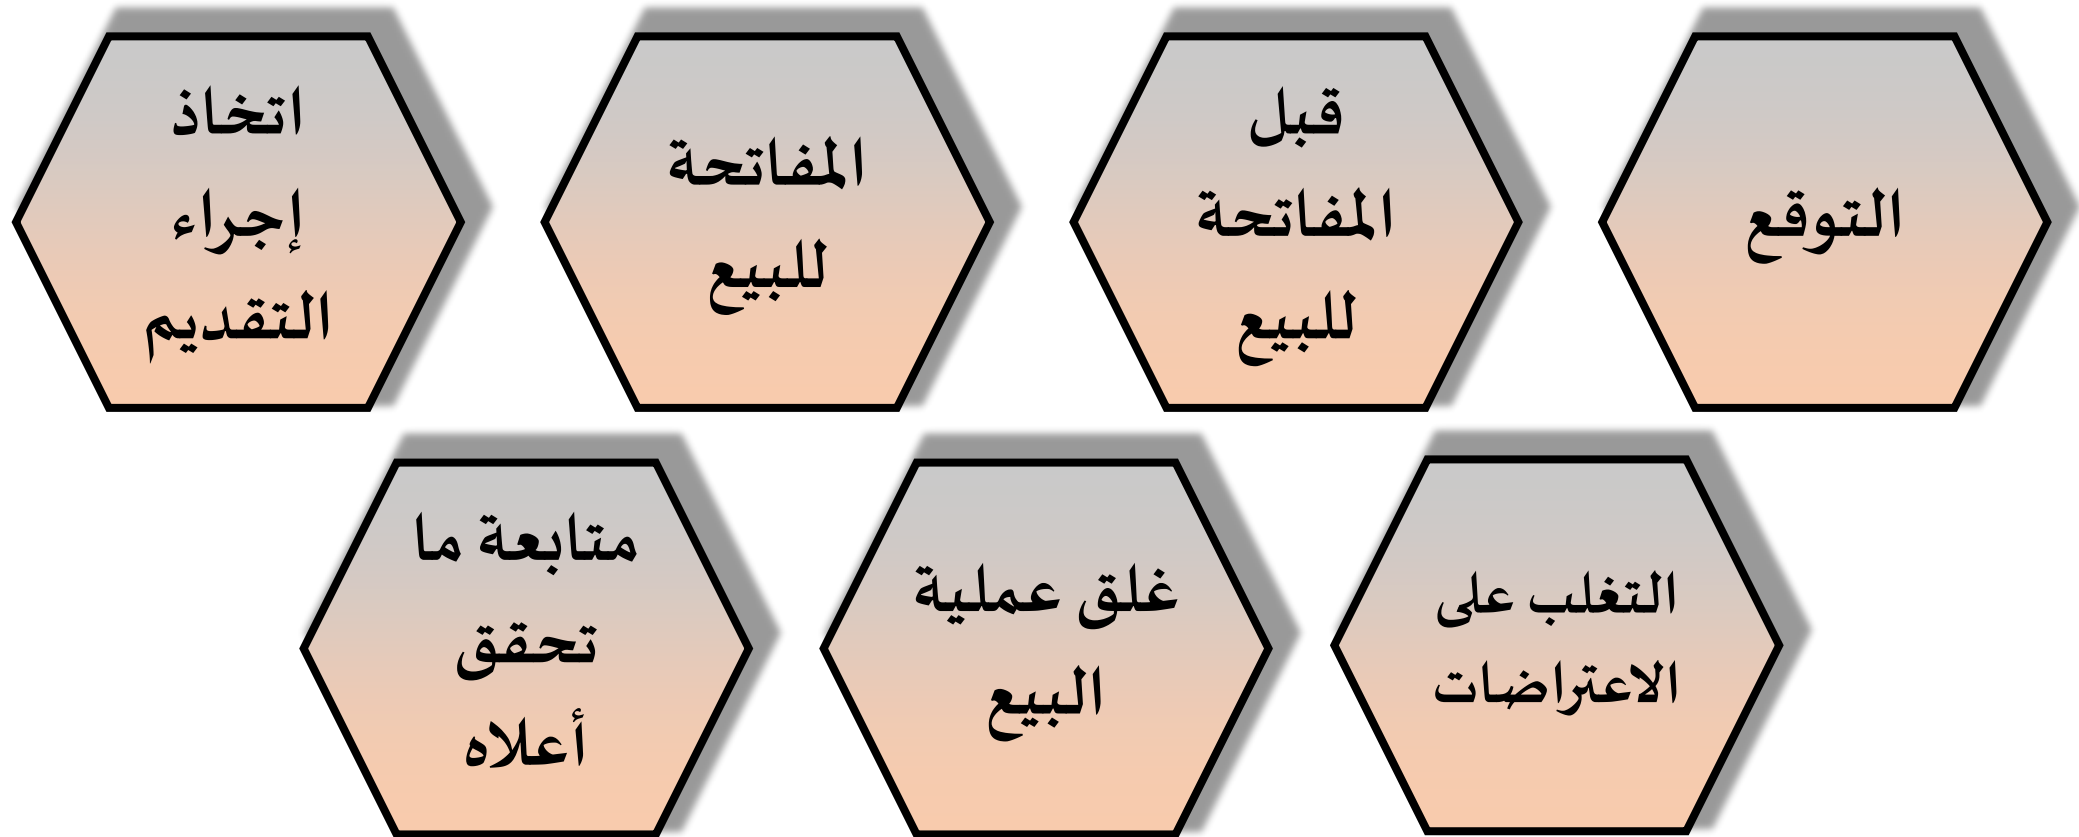 التوقع
قبل
المفاتحة
للبيع
المفاتحة
للبيع
اتخاذ
إجراء
التقديم
التغلب على
الاعتراضات
غلق عملية
البيع
متابعة ما
تحقق
أعلاه